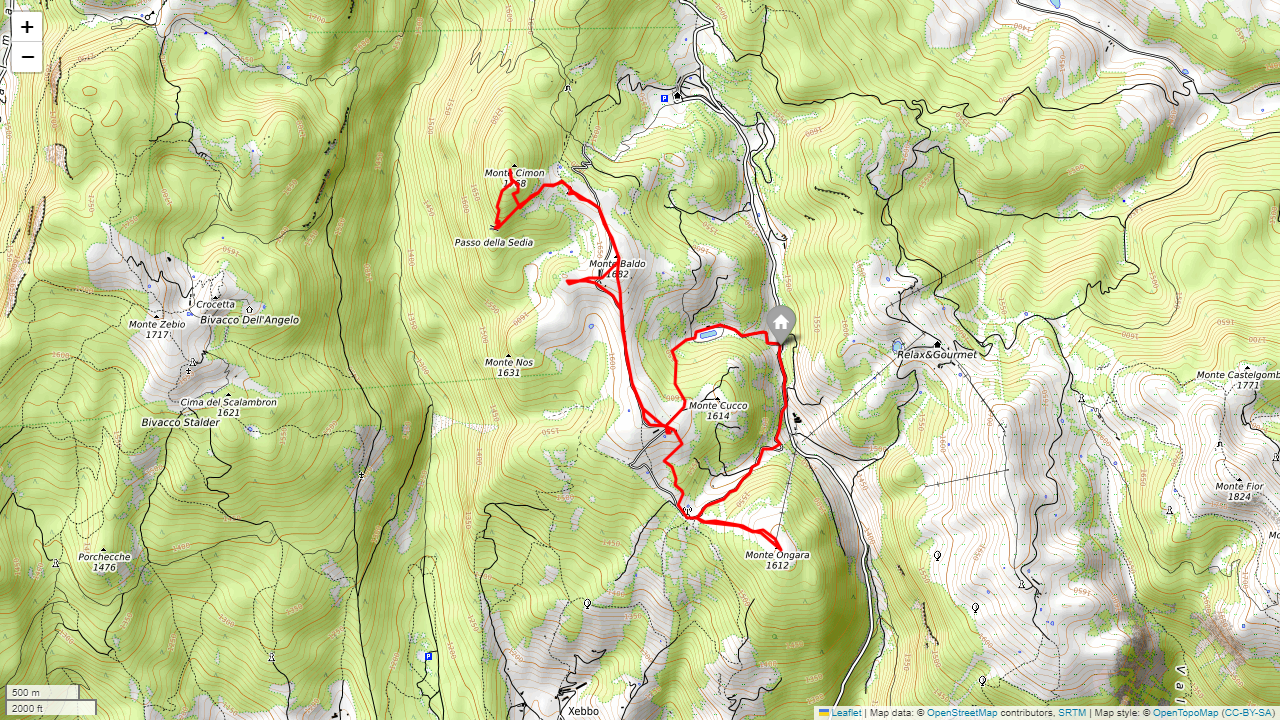 +
−
Monte Cimon
Passo della Sedia
Monte Baldo
1682
Crocetta
Bivacco Dell'Angelo
Monte Zebio
1717
Monte Nos
1631
Relax&Gourmet
Monte Castelgomb
1771
Cima del Scalambron
1621
Bivacco Stalder
Monte Cucco
1614
Monte Fior
1824
Monte Ongara
1612
Porchecche
1476
Xebbo
Val
500 m
2000 ft
Leaflet | Map data: © OpenStreetMap contributors, SRTM | Map style: © OpenTopoMap (CC-BY-SA)